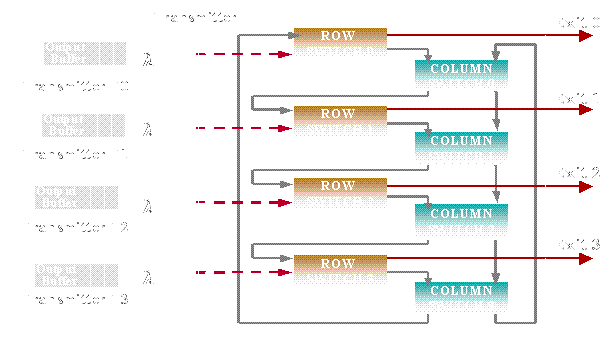 Transmitter
ROW
Exit 0
Output
Buffer
λ
COLUMN
Transmitter 0
Exit 1
ROW
Output
Buffer
λ
COLUMN
Transmitter 1
Exit 2
ROW
Output
Buffer
λ
COLUMN
Transmitter 2
Exit 3
ROW
Output
Buffer
λ
COLUMN
Transmitter 3